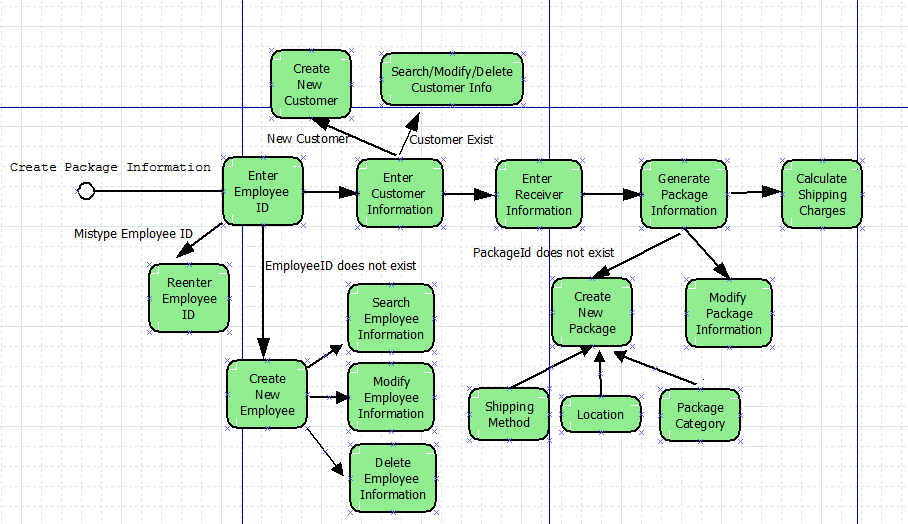 Create
New
Customer
Search/Modify/Delete
Customer Info
New Customer
Customer Exist
Create Package Information
Enter
Employee
ID
Enter
Customer
Information
Enter
Receiver
Information
Generate
Package
Information
Calculate
Shipping
Charges
Mistype Employee ID
EmployeeID does not exist
PackageId does not exist
Reenter
Employee
ID
Search
Employee
Information
Create
New
Package
Modify
Package
Information
Create
New
Employee
Modify
Employee
Information
Shipping
Method
Location
Package
Category
Delete
Employee
Information